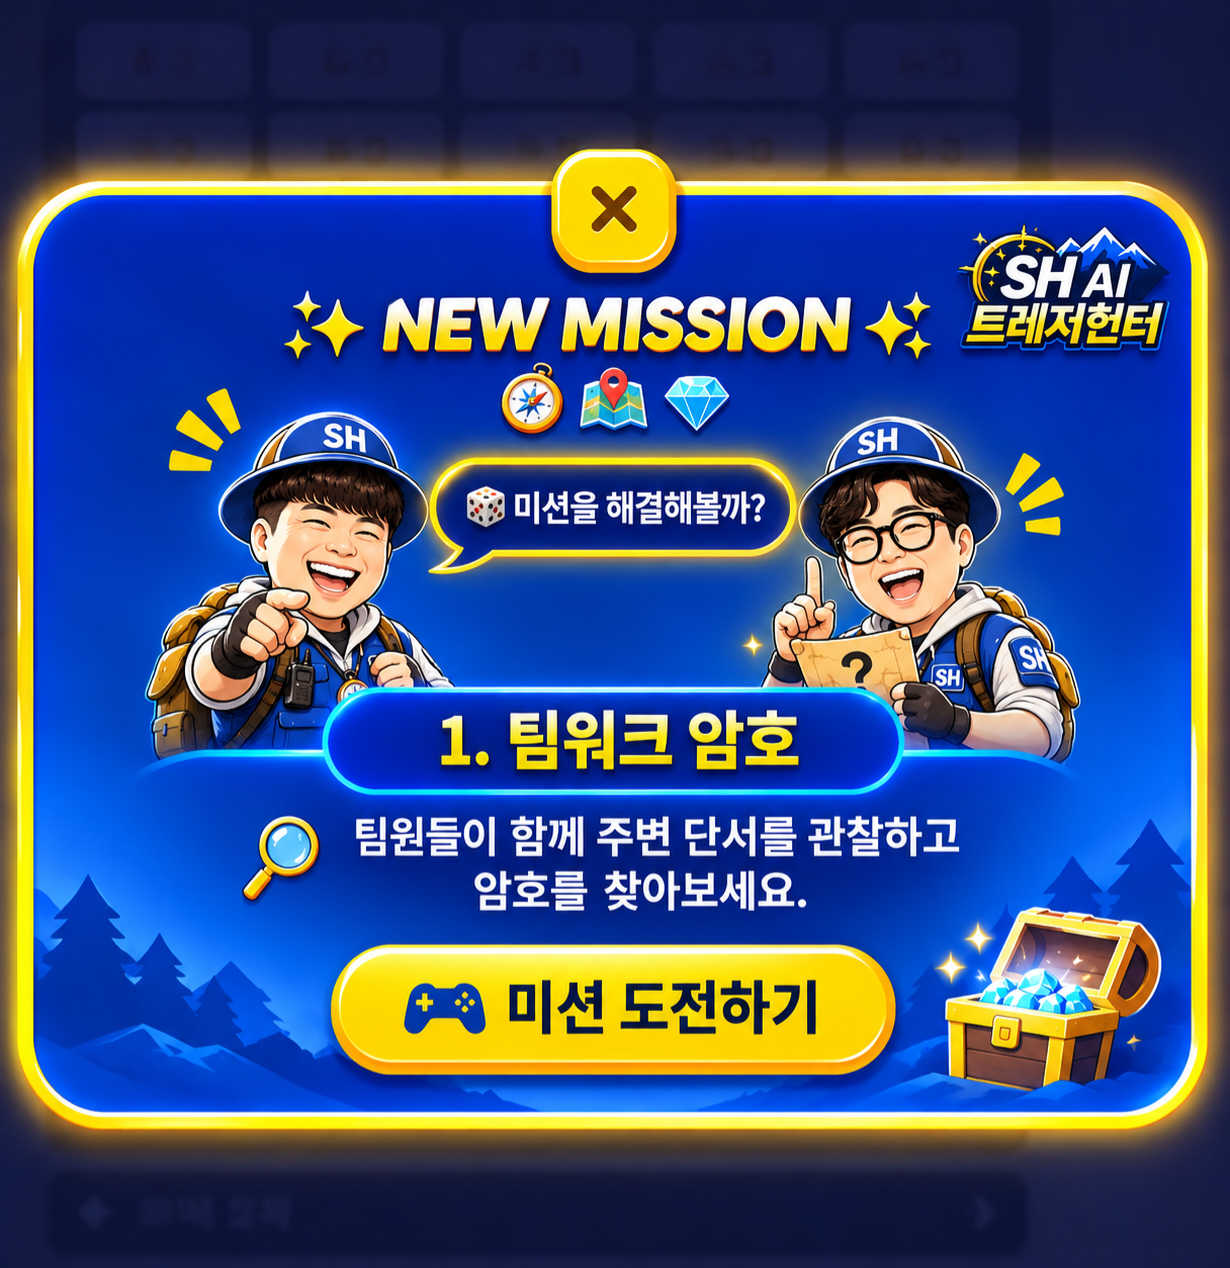 SH AI
트레저헌터
NEW MISSION
SH
SH
미션을 해결해볼까?
?
SH
SH
1. 팀워크 암호
팀원들이 함께 주변 단서를 관찰하고
암호를 찾아보세요.
미션 도전하기